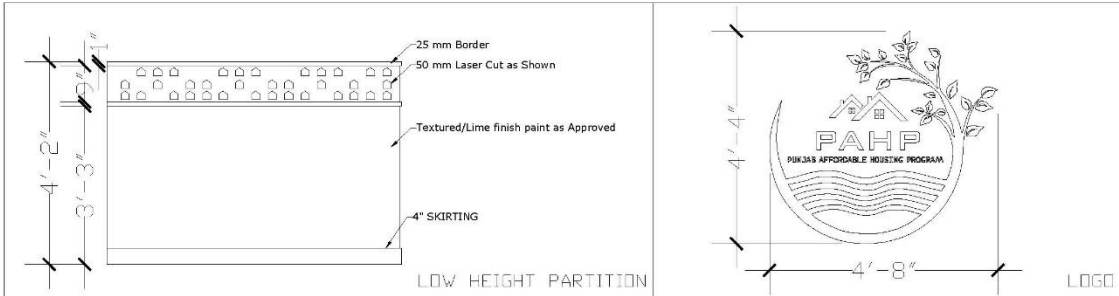 1"
25 mm Border
50 mm Laser Cut as Shown
9"
Textured/Lime finish paint as Approved
4'-2"
3'-3"
4" SKIRTING
LOW HEIGHT PARTITION
4'-4"
PAHP
PUNJAB AFFORDABLE HOUSING PROGRAM
4'-8"
LOGO